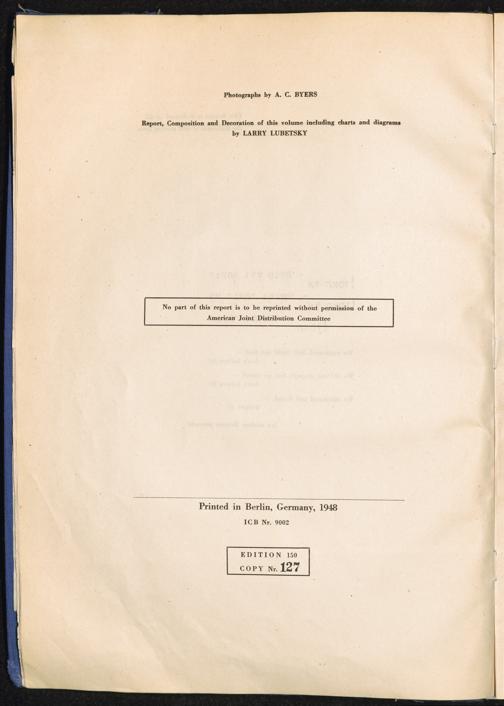 Photographs by A. C. BYERS
Report, Composition and Decoration of this volume including charts and diagrams
by LARRY LUBETSKY
No part of this report is to be reprinted without permission of the
American Joint Distribution Committee
Printed in Berlin, Germany, 1948
ICB Nr. 9002
EDITION 150
COPY Nr. 127